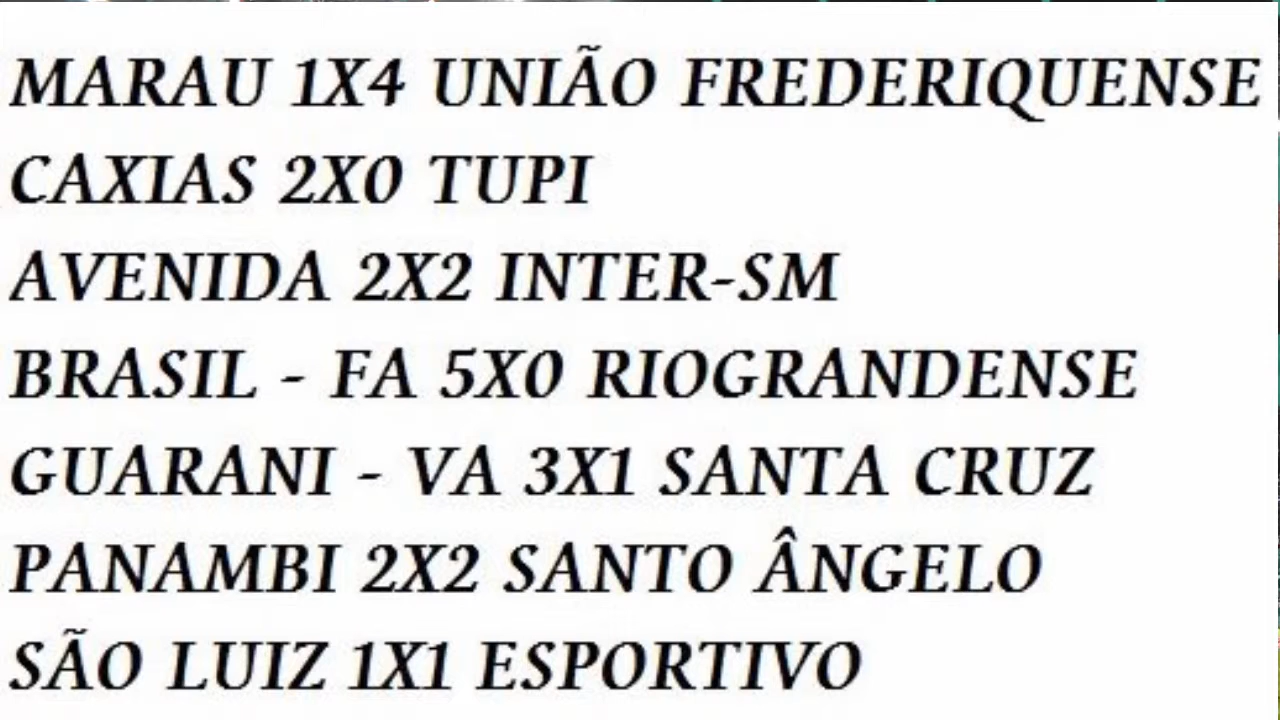 MARAU 1X4 UNIÃO FREDERIQUENSE
CAXIAS 2X0 TUPI
AVENIDA 2X2 INTER-SM
BRASIL - FA 5X0 RIOGRANDENSE
GUARANI - VA 3X1 SANTA CRUZ
PANAMBI 2X2 SANTO ÂNGELO
SÃO LUIZ 1X1 ESPORTIVO